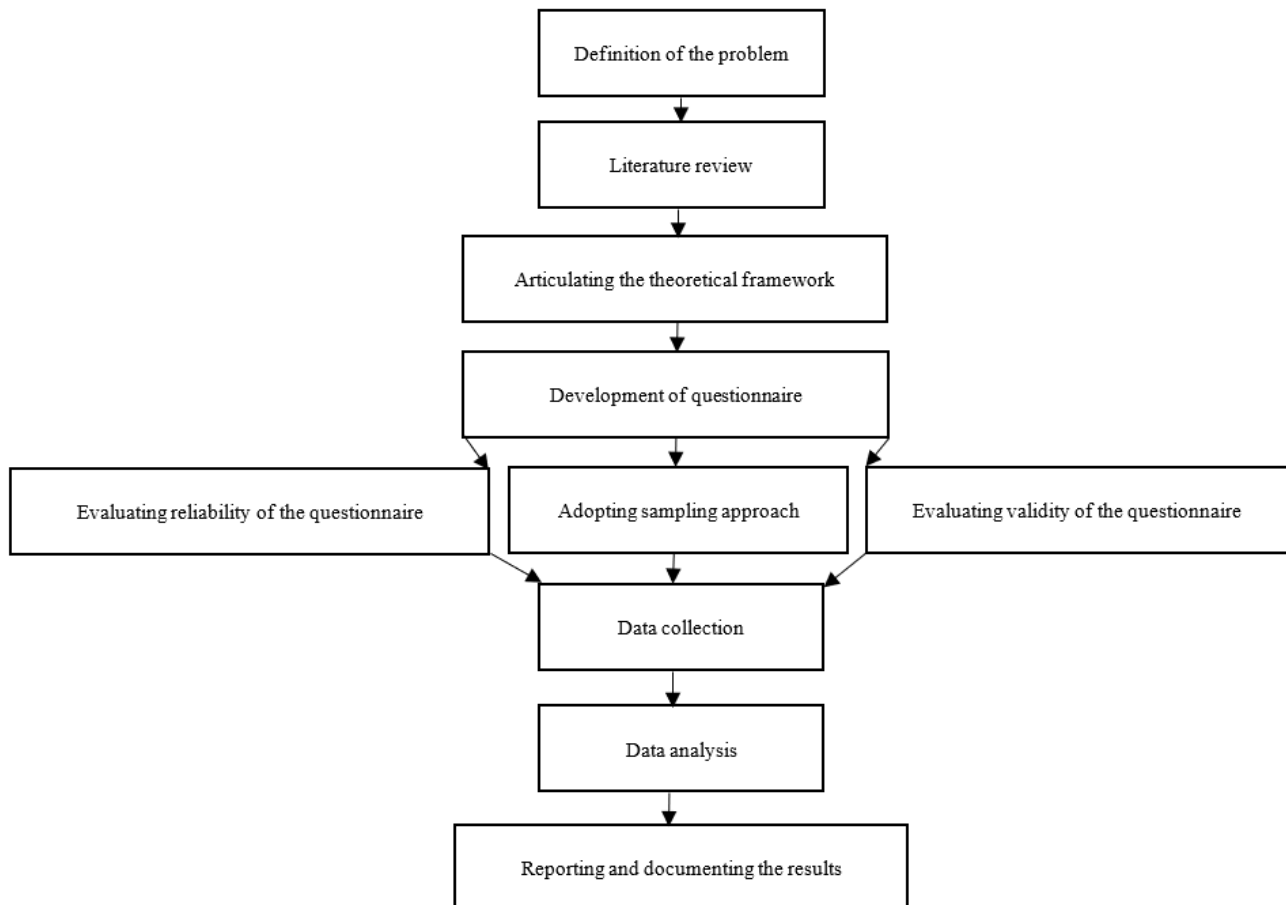 Definition of the problem
Literature review
Articulating the theoretical framework
Development of questionnaire
Evaluating reliability of the questionnaire
Adopting sampling approach
Evaluating validity of the questionnaire
Data collection
Data analysis
Reporting and documenting the results